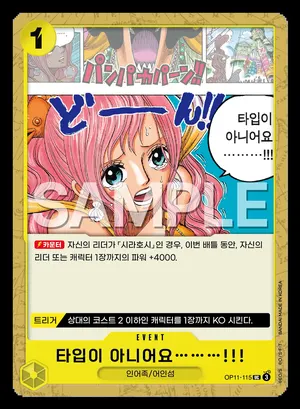 1
パンパカパーン!!
どーん!!
타입이
아니어요
………!!!
SAMPLE
카운터 자신의 리더가 「시라호시」인 경우, 이번 배틀 동안, 자신의
리더 또는 캐릭터 1장까지의 파워 +4000.
트리거 상대의 코스트 2 이하인 캐릭터를 1장까지 KO 시킨다.
EVENT
타입이 아니어요………!!!
인어족/어인섬
OP11-115 UC 3